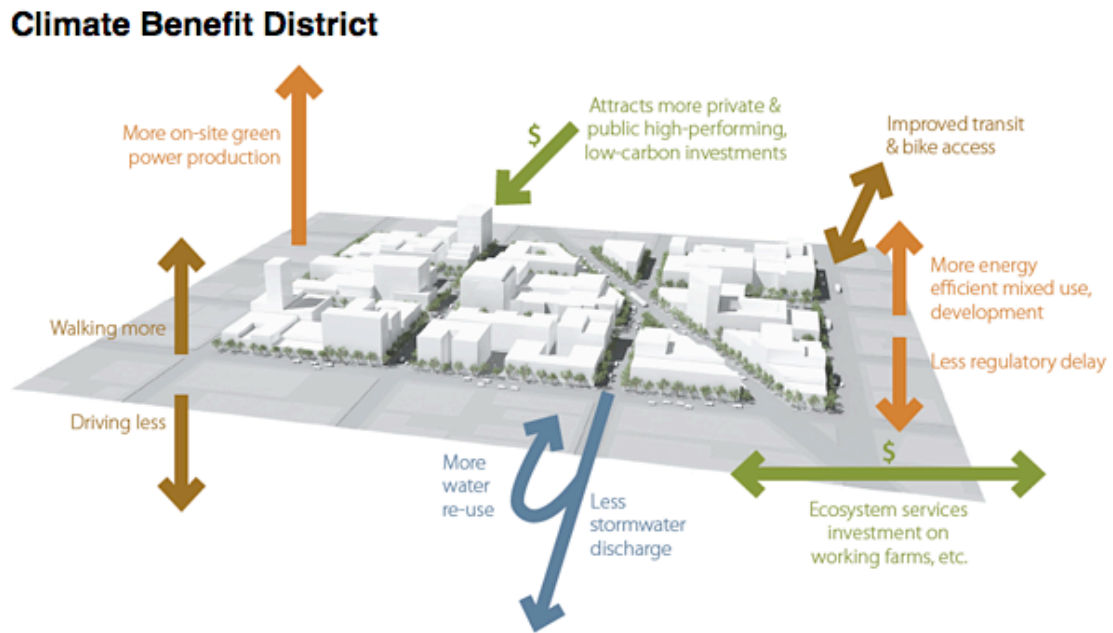 Climate Benefit District
More on-site green
power production
$
Attracts more private &
public high-performing,
low-carbon investments
Improved transit
& bike access
Walking more
Driving less
More energy
efficient mixed use,
development
Less regulatory delay
More
water
re-use
Less
stormwater
discharge
$
Ecosystem services
investment on
working farms, etc.